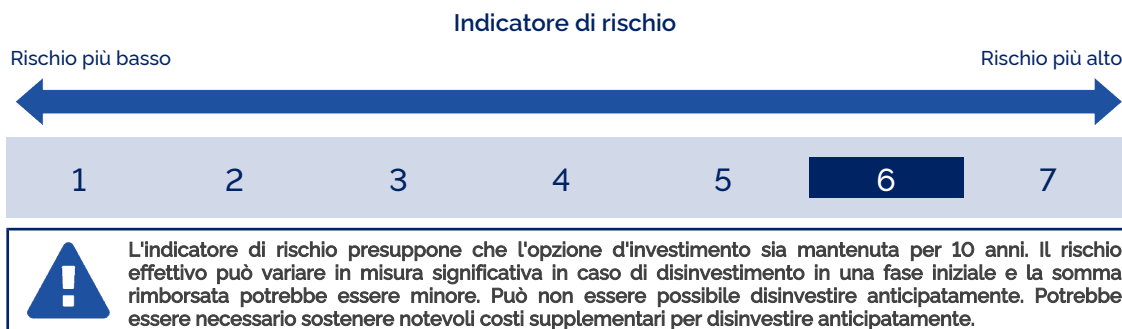 Indicatore di rischio
Rischio più basso
Rischio più alto
1 2 3 4 5 6 7
L'indicatore di rischio presuppone che l'opzione d'investimento sia mantenuta per 10 anni. Il rischio
effettivo può variare in misura significativa in caso di disinvestimento in una fase iniziale e la somma
rimborsata potrebbe essere minore. Può non essere possibile disinvestire anticipatamente. Potrebbe
essere necessario sostenere notevoli costi supplementari per disinvestire anticipatamente.